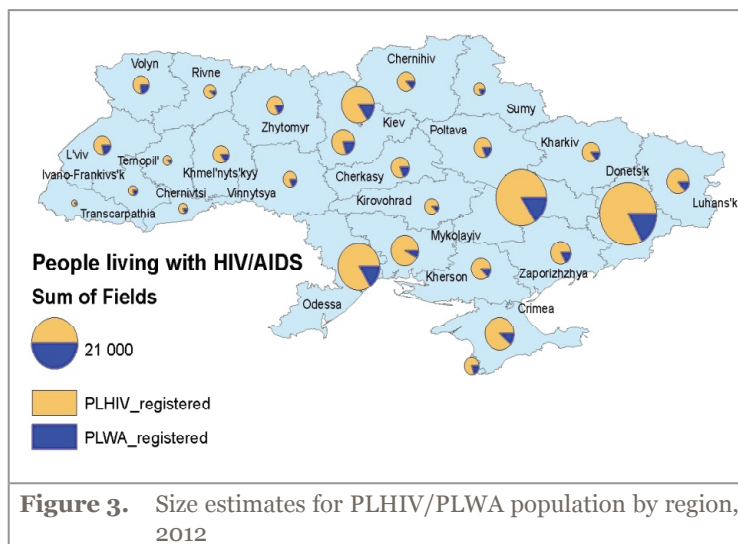 Chernihiv
Volyn
Rivne
Sumy
Zhytomyr
Kiev
Poltava
Kharkiv
L'viv
Ternopil'
Khmel'nyts'kyy
Cherkasy
Donets'k
Ivano-Frankivs'k
Chernivtsi
Vinnytsya
Luhans'k
Transcarpathia
Kirovohrad
Mykolayiv
Zaporizhzhya
Kherson
Odessa
Crimea
People living with HIV/AIDS
Sum of Fields
21 000
PLHIV_registered
PLWA_registered
Figure 3. Size estimates for PLHIV/PLWA population by region,
2012